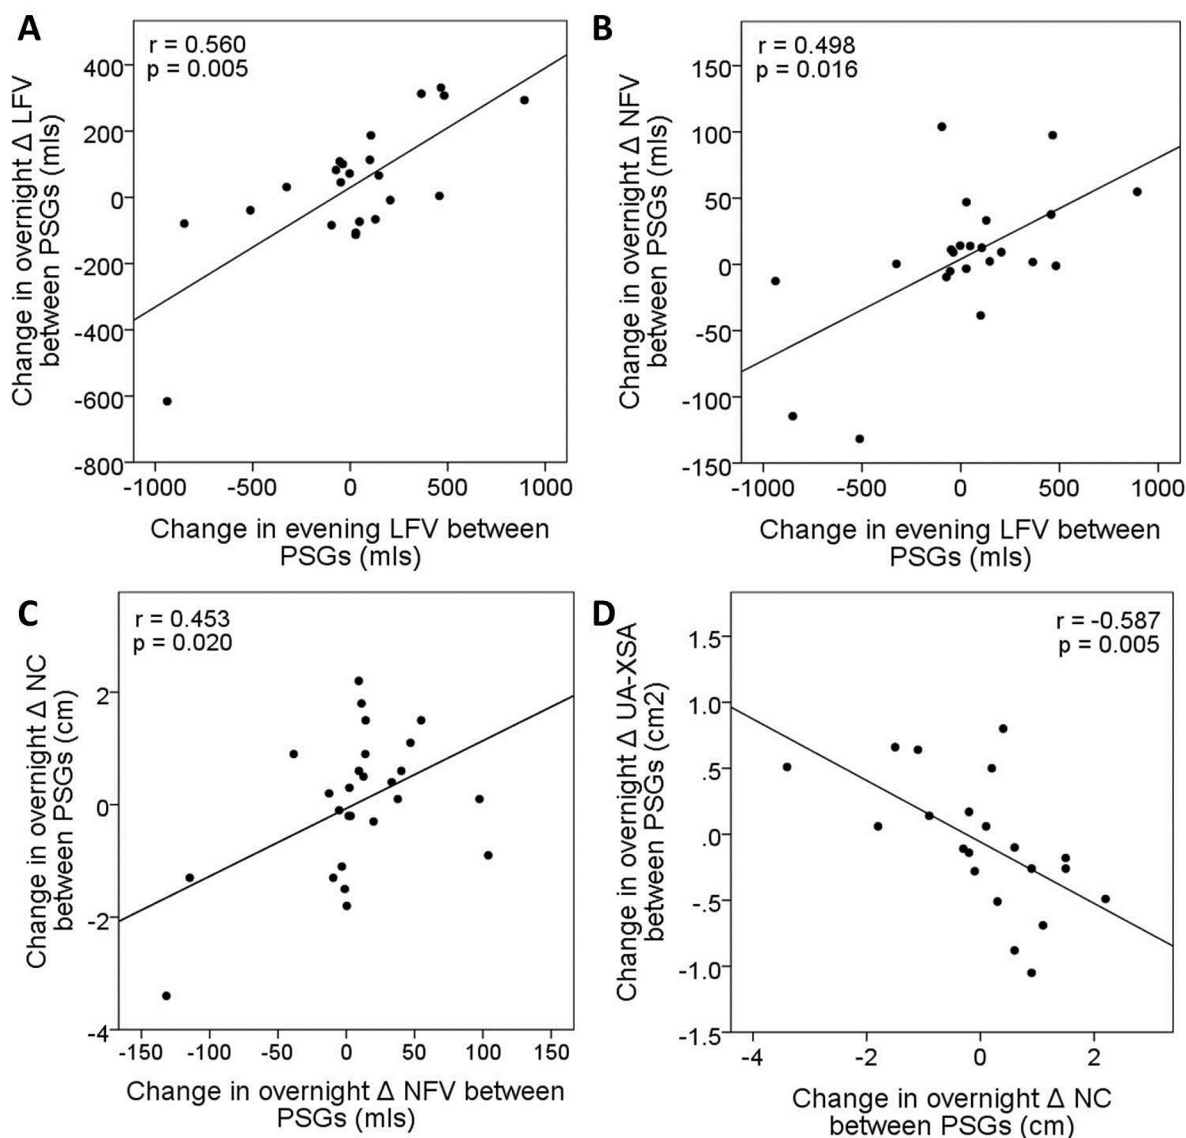 A
r = 0.560
p = 0.005
Change in overnight Δ LFV
between PSGs (mls)
400
200
0
-200
-400
-600
-800
-1000 -500 0 500 1000
Change in evening LFV between
PSGs (mls)
B
r = 0.498
p = 0.016
Change in overnight Δ NFV
between PSGs (mls)
150
100
50
0
-50
-100
-150
-1000 -500 0 500 1000
Change in evening LFV between
PSGs (mls)
C
r = 0.453
p = 0.020
Change in overnight Δ NC
between PSGs (cm)
2
0
-2
-4
-150 -100 -50 0 50 100 150
Change in overnight Δ NFV between
PSGs (mls)
D
r = -0.587
p = 0.005
Change in overnight Δ UA-XSA
between PSGs (cm2)
1.5
1.0
.5
.0
-.5
-1.0
-1.5
-4 -2 0 2
Change in overnight Δ NC
between PSGs (cm)